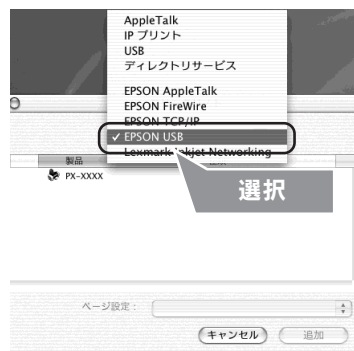 AppleTalk
IP プリント
USB
ディレクトリサービス
EPSON AppleTalk
EPSON FireWire
EPSON TCP/IP
✓ EPSON USB
Lexmark Inkjet Networking
製品
PX-XXXX
選択
ページ設定：
キャンセル
追加